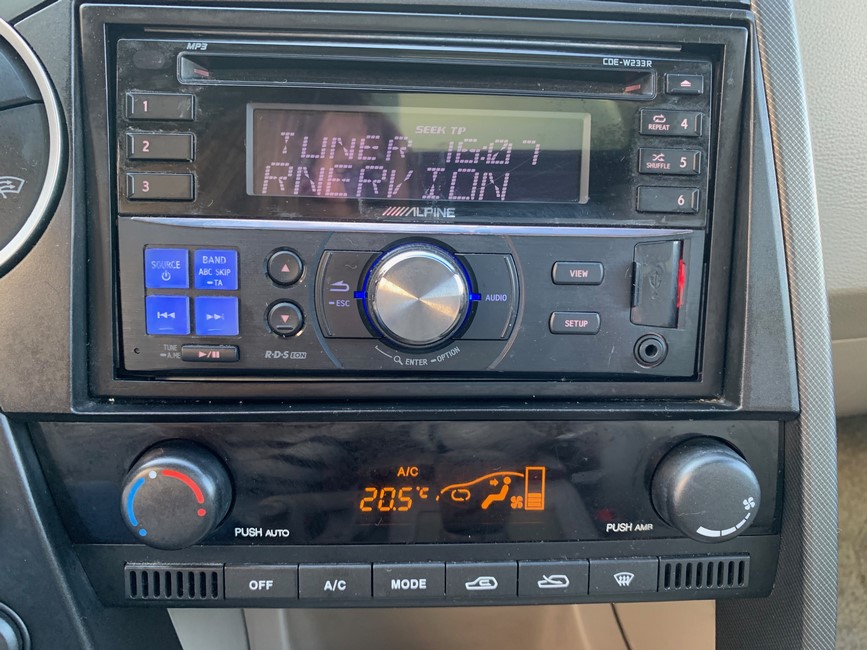 MP3
CDE-W233R
1
2
3
SEEK TP
TUNER 16:07
RNERVION
REPEAT 4
SHUFFLE 5
6
ALPINE
SOURCE
BAND
ABC SKIP
TA
ESC
AUDIO
VIEW
SETUP
TUNE
A.ME
R·D·S EON
ENTER OPTION
A/C
20.5°C
PUSH AUTO
PUSH AMB
OFF
A/C
MODE